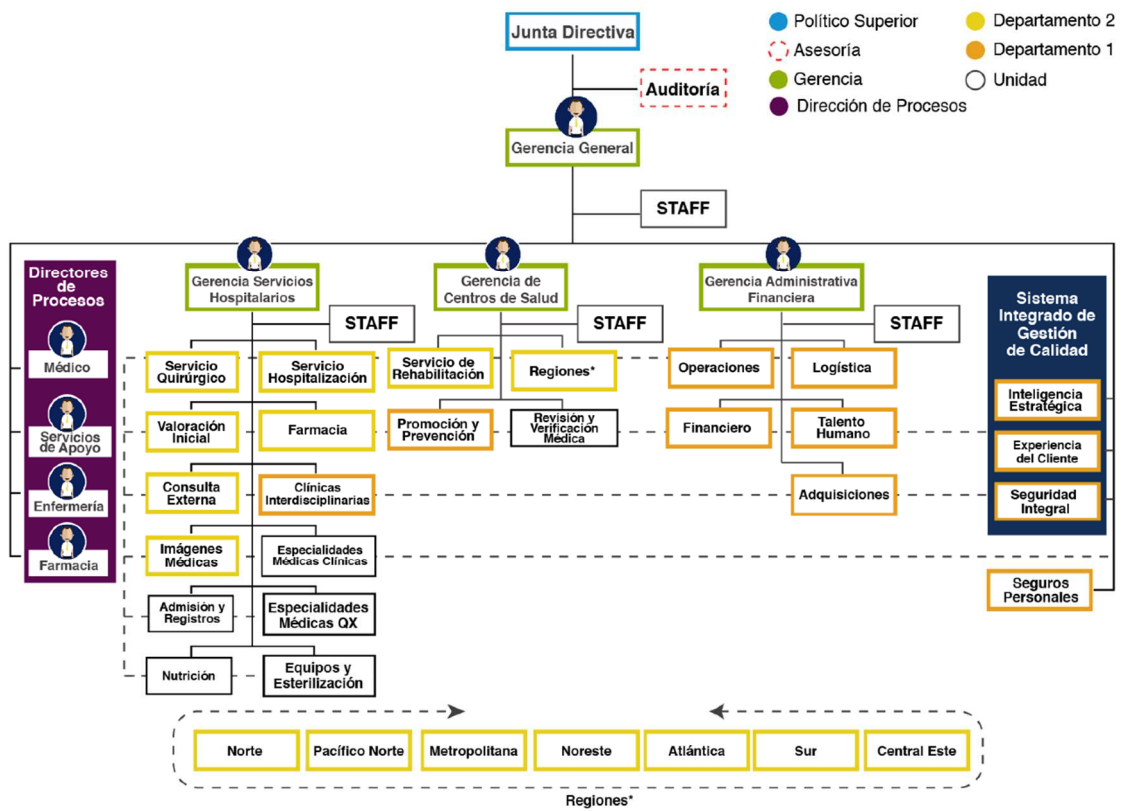 Junta Directiva
Auditoría
Gerencia General
STAFF
Político Superior
Asesoría
Gerencia
Dirección de Procesos
Departamento 2
Departamento 1
Unidad
Directores
de
Procesos
Médico
Servicios
de Apoyo
Enfermería
Farmacia
Gerencia Servicios
Hospitalarios
STAFF
Servicio
Quirúrgico
Servicio
Hospitalización
Valoración
Inicial
Farmacia
Consulta
Externa
Clínicas
Interdisciplinarias
Imágenes
Médicas
Especialidades
Médicas Clínicas
Admisión y
Registros
Especialidades
Médicas QX
Nutrición
Equipos y
Esterilización
Gerencia de
Centros de Salud
STAFF
Servicio de
Rehabilitación
Regiones*
Promoción y
Prevención
Revisión y
Verificación
Médica
Gerencia Administrativa
Financiera
STAFF
Operaciones
Logística
Financiero
Talento
Humano
Adquisiciones
Sistema
Integrado de
Gestión
de Calidad
Inteligencia
Estratégica
Experiencia
del Cliente
Seguridad
Integral
Seguros
Personales
Norte
Pacífico Norte
Metropolitana
Noreste
Atlántica
Sur
Central Este
Regiones*